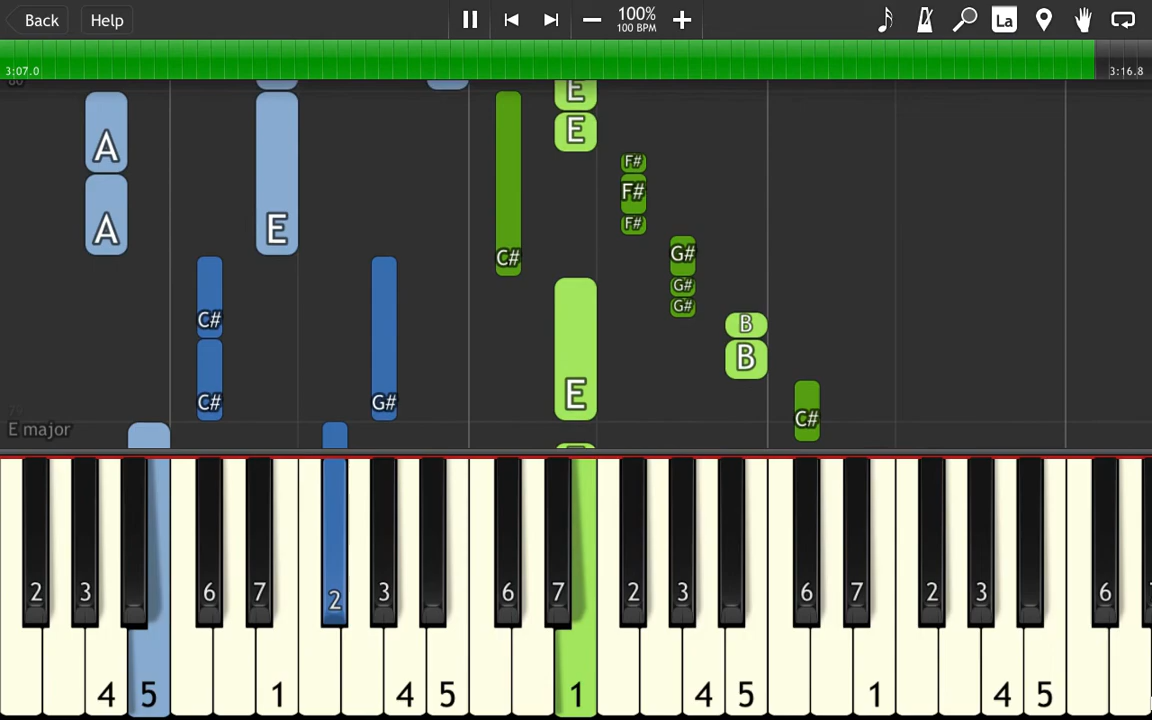 Back Help 100% La
100 BPM
3:07.0 3:16.8
80
E
A E E
F#
F#
A E F#
C# G#
G#
G#
C# B
B
C# G# E C#
79
E major
2 3 6 7 2 3 6 7 2 3 6 7 2 3 6
4 5 1 4 5 1 4 5 1 4 5